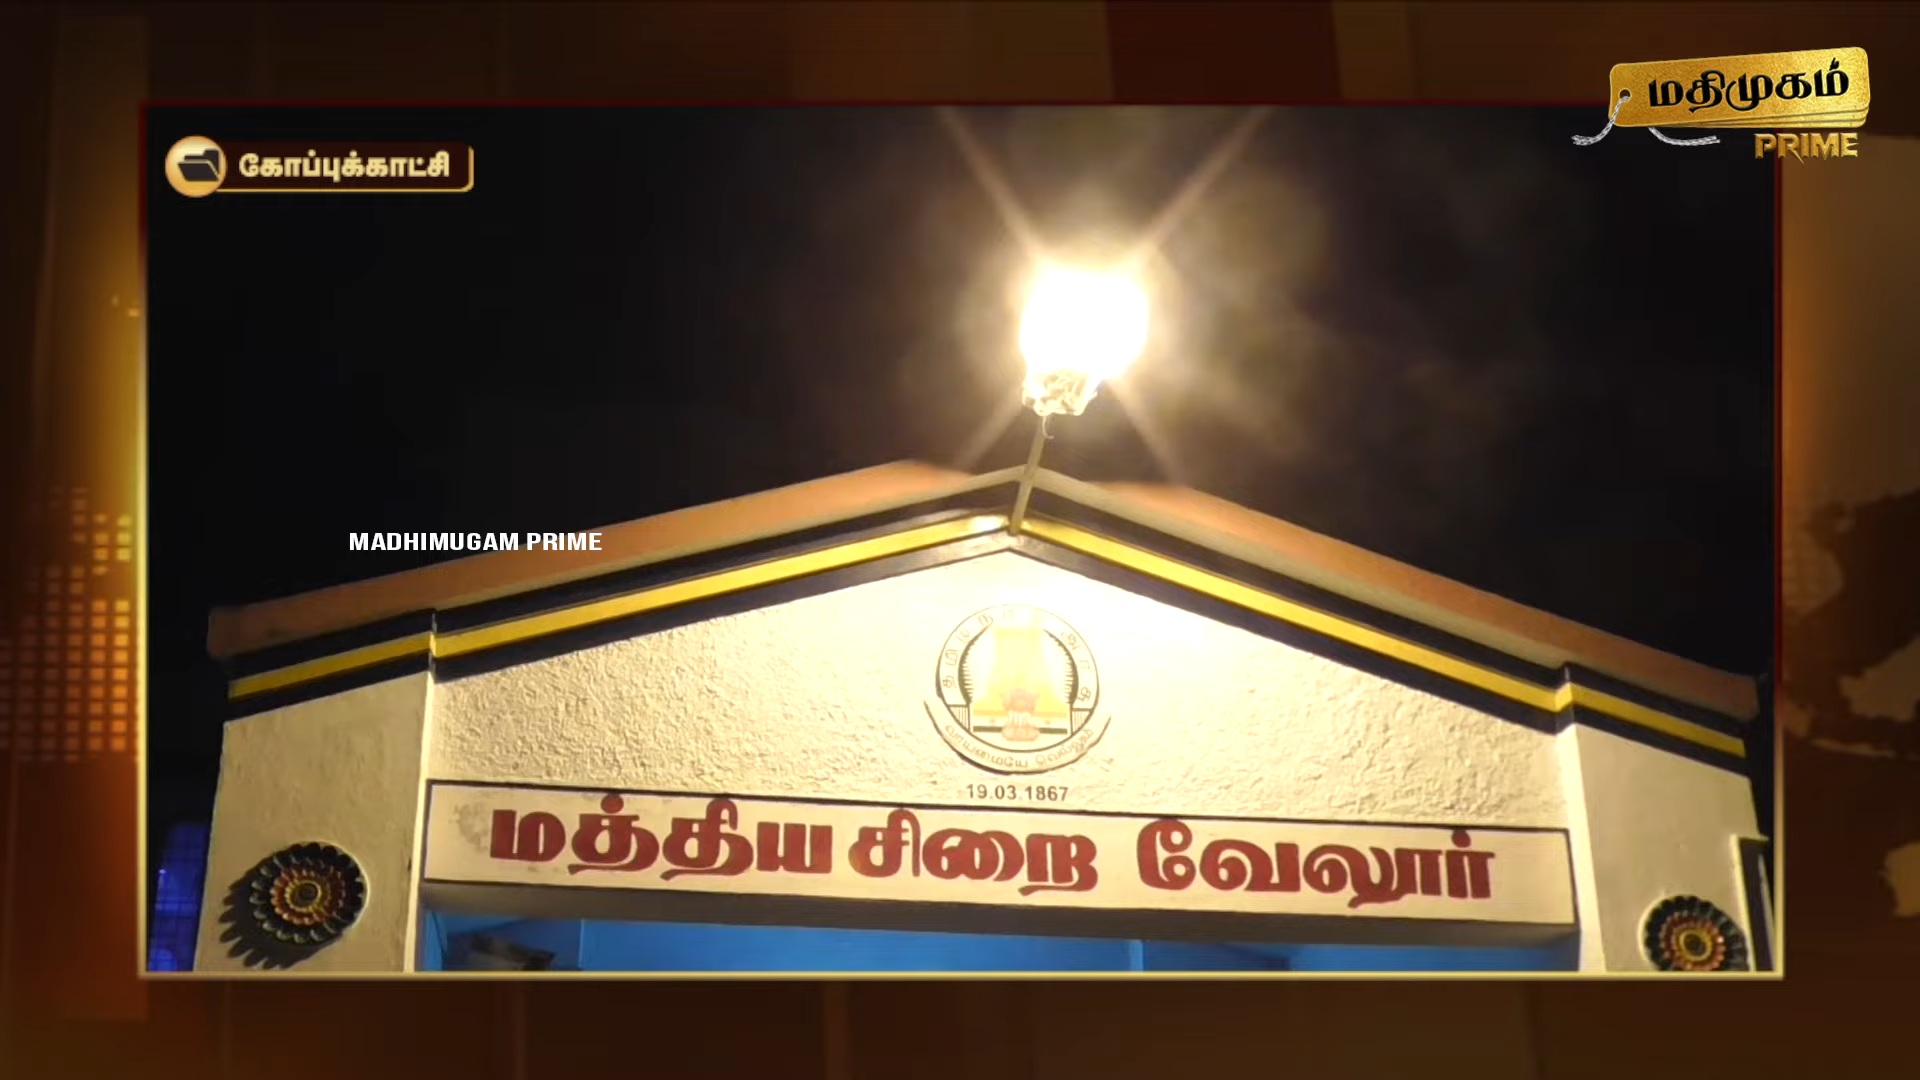 மதிமுகம்
PRIME
கோப்புக்காட்சி
MADHIMUGAM PRIME
வாய்மையே வெல்லும்
19.03.1867
மத்திய சிறை வேலூர்